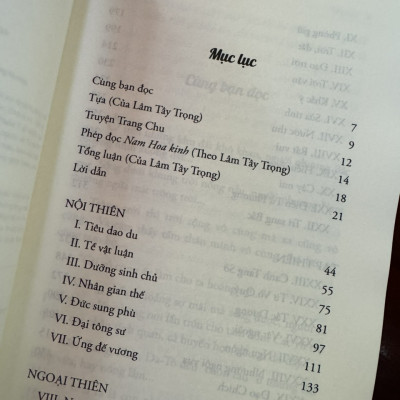 Mục lục
Cùng bạn đọc 7
Tựa (Của Lâm Tây Trọng) 9
Truyện Trang Chu 12
Phép đọc Nam Hoa kinh (Theo Lâm Tây Trọng) 14
Tổng luận (Của Lâm Tây Trọng) 18
Lời dẫn 21
NỘI THIÊN
I. Tiêu dao du 44
II. Tề vật luận 55
III. Dưỡng sinh chủ 75
IV. Nhân gian thế 81
V. Đức sung phù 97
VI. Đại tông sư 111
VII. Ứng đế vương 133
NGOẠI THIÊN
VIII.